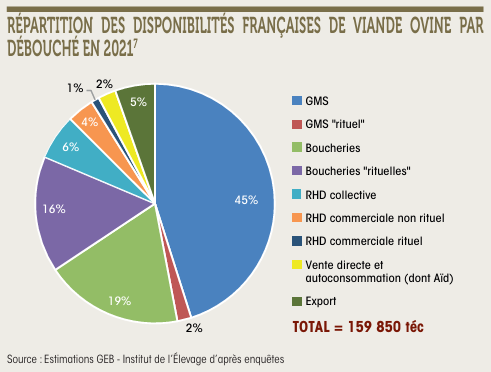 RÉPARTITION DES DISPONIBILITÉS FRANÇAISES DE VIANDE OVINE PAR
DÉBOUCHÉ EN 2021⁷
1%
2%
5%
4%
6%
16%
45%
19%
2%
GMS
GMS "rituel"
Boucheries
Boucheries "rituelles"
RHD collective
RHD commerciale non rituel
RHD commerciale rituel
Vente directe et
autoconsommation (dont Aïd)
Export
TOTAL = 159 850 téc
Source : Estimations GEB - Institut de l’Élevage d’après enquêtes